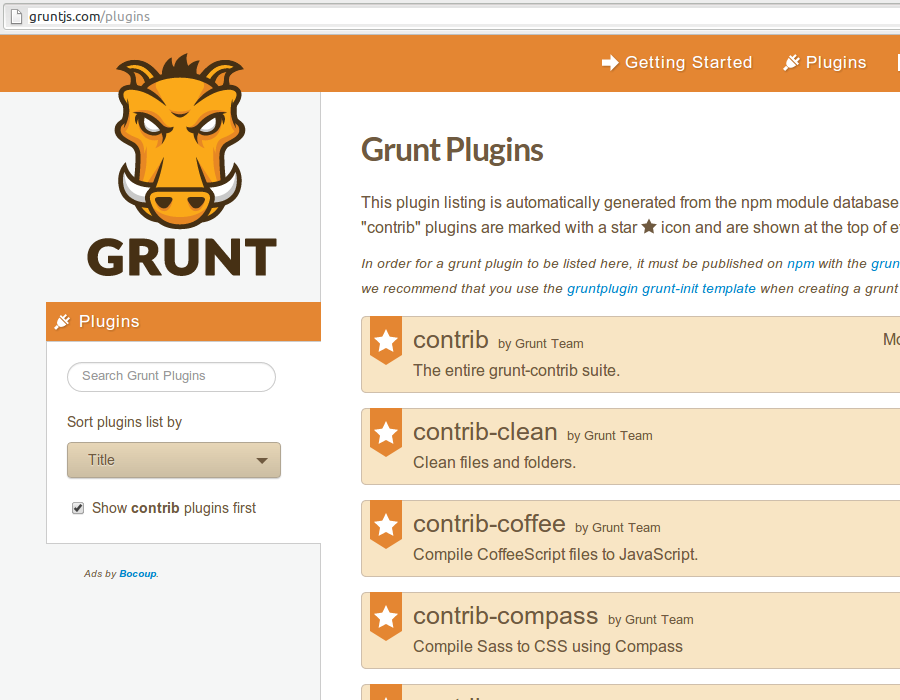 gruntjs.com/plugins
Getting Started
Plugins
GRUNT
Plugins
Search Grunt Plugins
Sort plugins list by
Title
Show contrib plugins first
Ads by Bocoup.
Grunt Plugins
This plugin listing is automatically generated from the npm module database
"contrib" plugins are marked with a star icon and are shown at the top of
In order for a grunt plugin to be listed here, it must be published on npm with the
we recommend that you use the gruntplugin grunt-init template when creating a grunt
contrib by Grunt Team
The entire grunt-contrib suite.
contrib-clean by Grunt Team
Clean files and folders.
contrib-coffee by Grunt Team
Compile CoffeeScript files to JavaScript.
contrib-compass by Grunt Team
Compile Sass to CSS using Compass